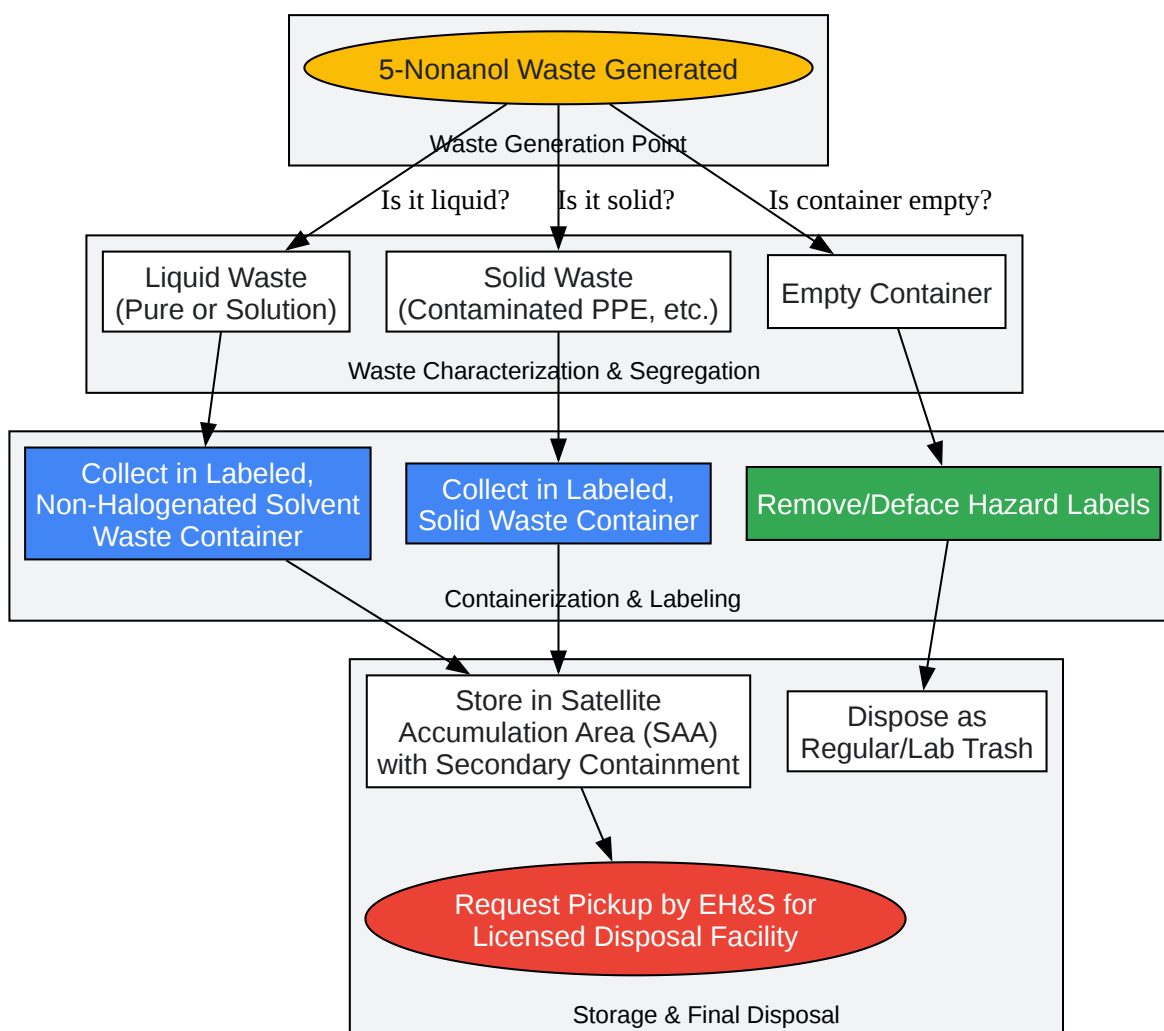 5-Nonanol Waste Generated
Waste Generation Point
Is it liquid?
Is it solid?
Is container empty?
Liquid Waste
(Pure or Solution)
Solid Waste
(Contaminated PPE, etc.)
Empty Container
Waste Characterization & Segregation
Collect in Labeled,
Non-Halogenated Solvent
Waste Container
Collect in Labeled,
Solid Waste Container
Remove/Deface Hazard Labels
Containerization & Labeling
Store in Satellite
Accumulation Area (SAA)
with Secondary Containment
Dispose as
Regular/Lab Trash
Request Pickup by EH&S for
Licensed Disposal Facility
Storage & Final Disposal